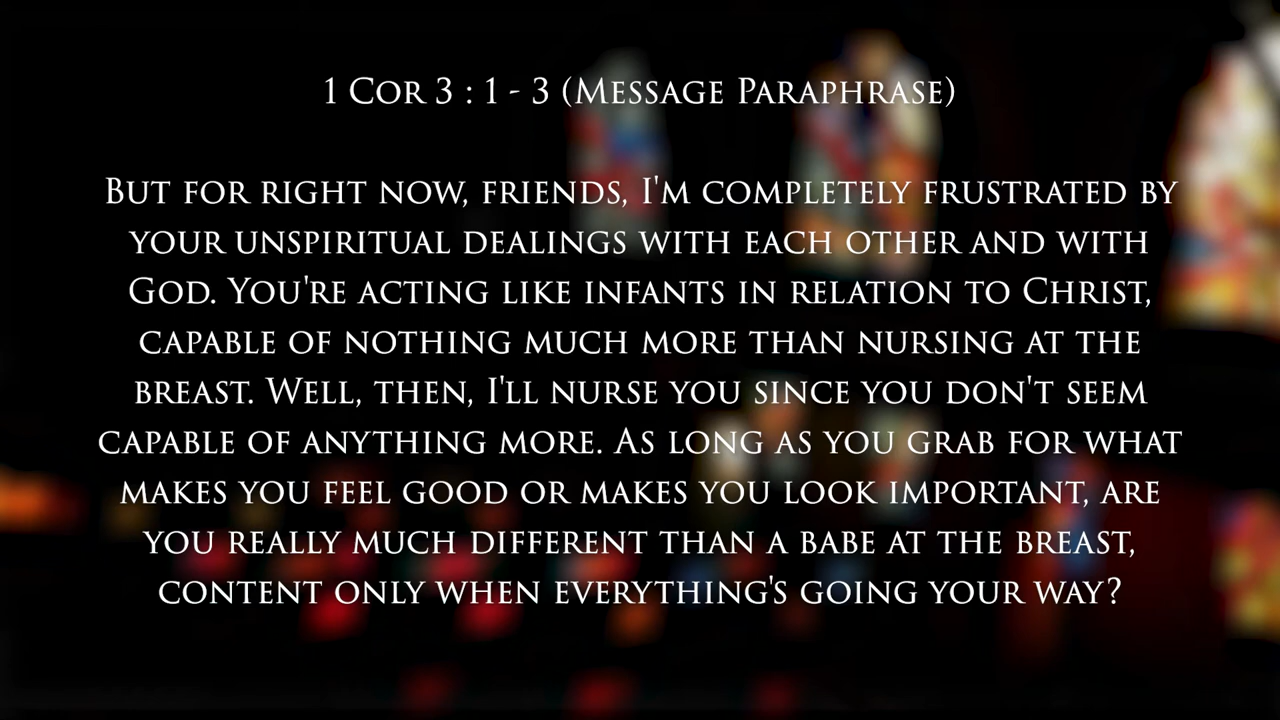 1 Cor 3 : 1 - 3 (Message Paraphrase)
But for right now, friends, I'm completely frustrated by
your unspiritual dealings with each other and with
God. You're acting like infants in relation to Christ,
capable of nothing much more than nursing at the
breast. Well, then, I'll nurse you since you don't seem
capable of anything more. As long as you grab for what
makes you feel good or makes you look important, are
you really much different than a babe at the breast,
content only when everything's going your way?